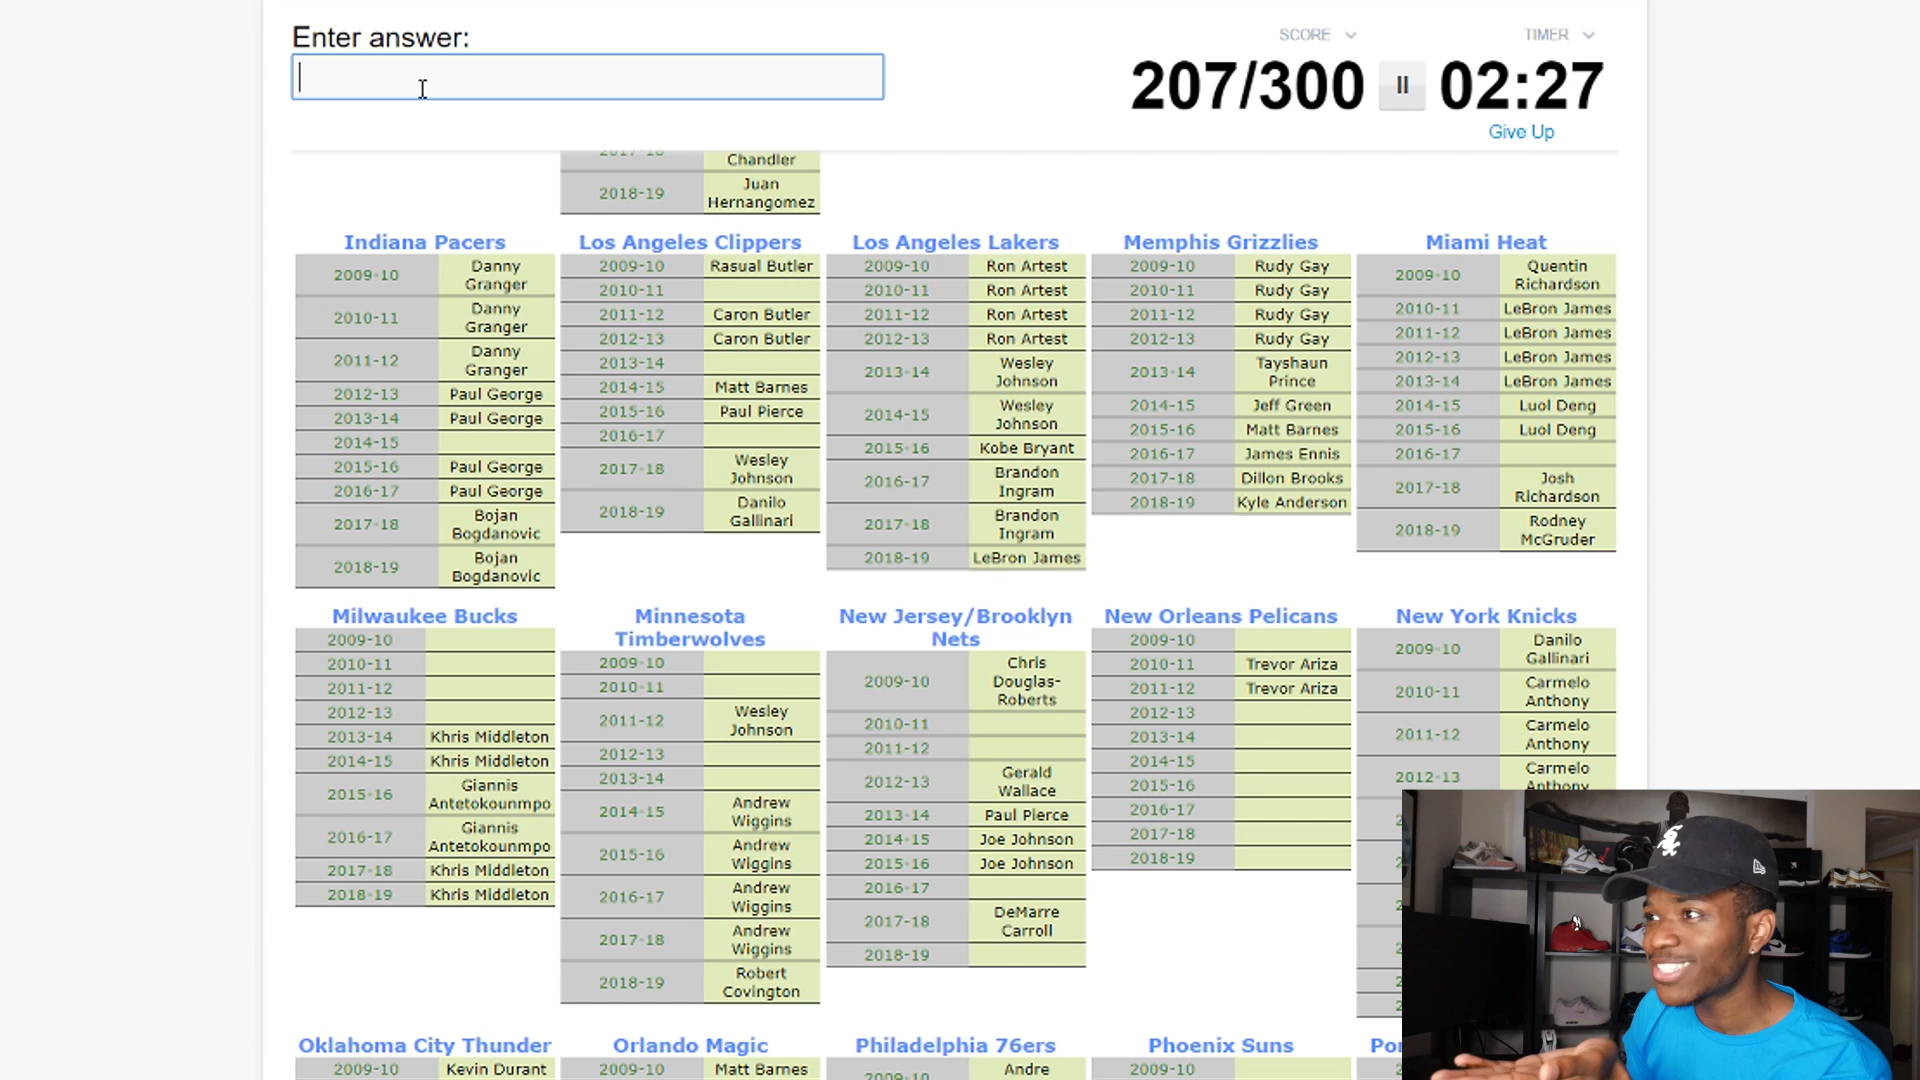 Enter answer:
SCORE
TIMER
207/300
02:27
Give Up
Chandler
2018-19 Juan Hernangomez
Indiana Pacers
2009-10 Danny Granger
2010-11 Danny Granger
2011-12 Danny Granger
2012-13 Paul George
2013-14 Paul George
2014-15
2015-16 Paul George
2016-17 Paul George
2017-18 Bojan Bogdanovic
2018-19 Bojan Bogdanovic
Los Angeles Clippers
2009-10 Rasual Butler
2010-11
2011-12 Caron Butler
2012-13 Caron Butler
2013-14
2014-15 Matt Barnes
2015-16 Paul Pierce
2016-17
2017-18 Wesley Johnson
2018-19 Danilo Gallinari
Los Angeles Lakers
2009-10 Ron Artest
2010-11 Ron Artest
2011-12 Ron Artest
2012-13 Ron Artest
2013-14 Wesley Johnson
2014-15 Wesley Johnson
2015-16 Kobe Bryant
2016-17 Brandon Ingram
2017-18 Brandon Ingram
2018-19 LeBron James
Memphis Grizzlies
2009-10 Rudy Gay
2010-11 Rudy Gay
2011-12 Rudy Gay
2012-13 Rudy Gay
2013-14 Tayshaun Prince
2014-15 Jeff Green
2015-16 Matt Barnes
2016-17 James Ennis
2017-18 Dillon Brooks
2018-19 Kyle Anderson
Miami Heat
2009-10 Quentin Richardson
2010-11 LeBron James
2011-12 LeBron James
2012-13 LeBron James
2013-14 LeBron James
2014-15 Luol Deng
2015-16 Luol Deng
2016-17
2017-18 Josh Richardson
2018-19 Rodney McGruder
Milwaukee Bucks
2009-10
2010-11
2011-12
2012-13
2013-14 Khris Middleton
2014-15 Khris Middleton
2015-16 Giannis Antetokounmpo
2016-17 Giannis Antetokounmpo
2017-18 Khris Middleton
2018-19 Khris Middleton
Minnesota Timberwolves
2009-10
2010-11
2011-12 Wesley Johnson
2012-13
2013-14
2014-15 Andrew Wiggins
2015-16 Andrew Wiggins
2016-17 Andrew Wiggins
2017-18 Andrew Wiggins
2018-19 Robert Covington
New Jersey/Brooklyn Nets
2009-10 Chris Douglas-Roberts
2010-11
2011-12
2012-13 Gerald Wallace
2013-14 Paul Pierce
2014-15 Joe Johnson
2015-16 Joe Johnson
2016-17
2017-18 DeMarre Carroll
2018-19
New Orleans Pelicans
2009-10
2010-11 Trevor Ariza
2011-12 Trevor Ariza
2012-13
2013-14
2014-15
2015-16
2016-17
2017-18
2018-19
New York Knicks
2009-10 Danilo Gallinari
2010-11 Carmelo Anthony
2011-12 Carmelo Anthony
2012-13 Carmelo Anthony
Oklahoma City Thunder
2009-10 Kevin Durant
Orlando Magic
2009-10 Matt Barnes
Philadelphia 76ers
2009-10 Andre
Phoenix Suns
2009-10
Por